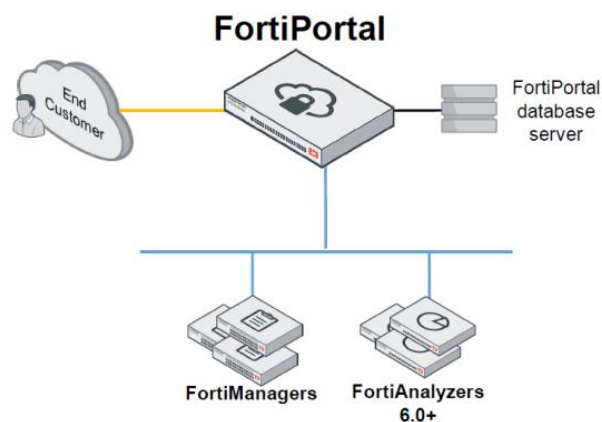 FortiPortal
End
Customer
FortiPortal
database
server
FortiManagers
FortiAnalyzers
6.0+